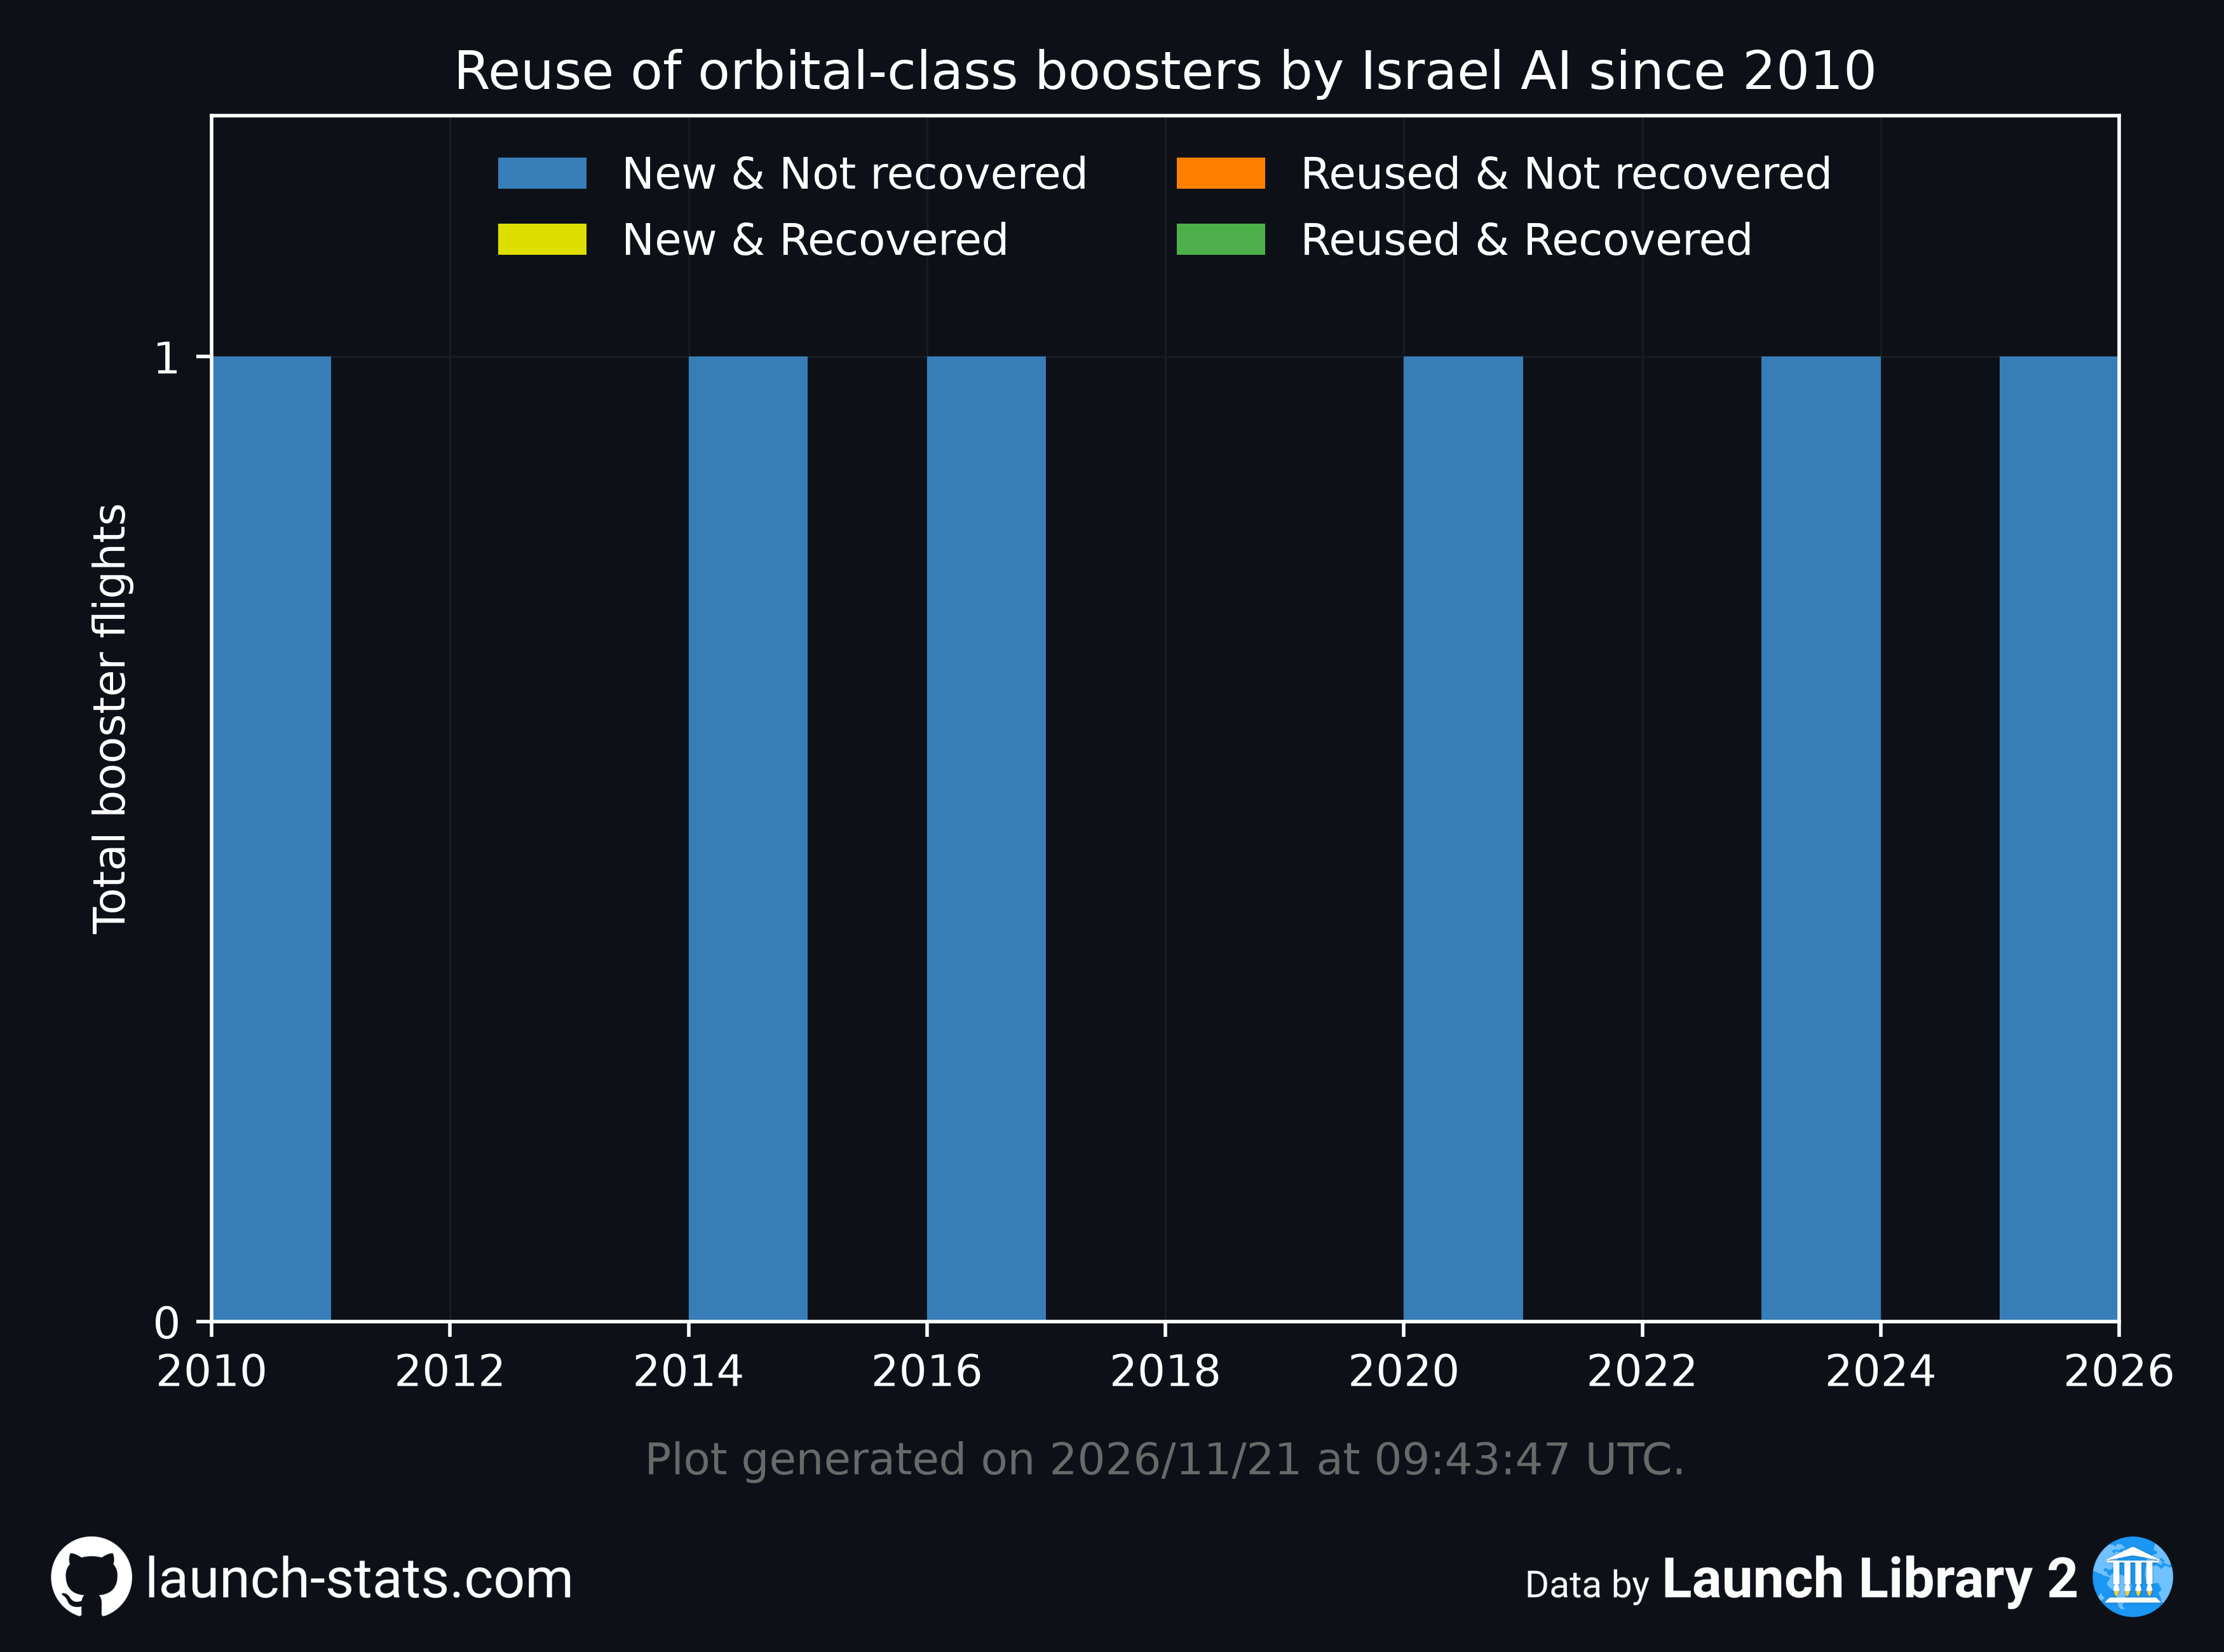 Reuse of orbital-class boosters by Israel AI since 2010
New & Not recovered
New & Recovered
Reused & Not recovered
Reused & Recovered
Total booster flights
1
0
2010 2012 2014 2016 2018 2020 2022 2024 2026
Plot generated on 2026/11/21 at 09:43:47 UTC.
launch-stats.com
Data by Launch Library 2